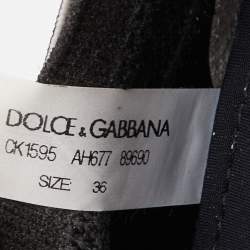 DOLCE & GABBANA
CK1595 AH677 89690
SIZE: 36